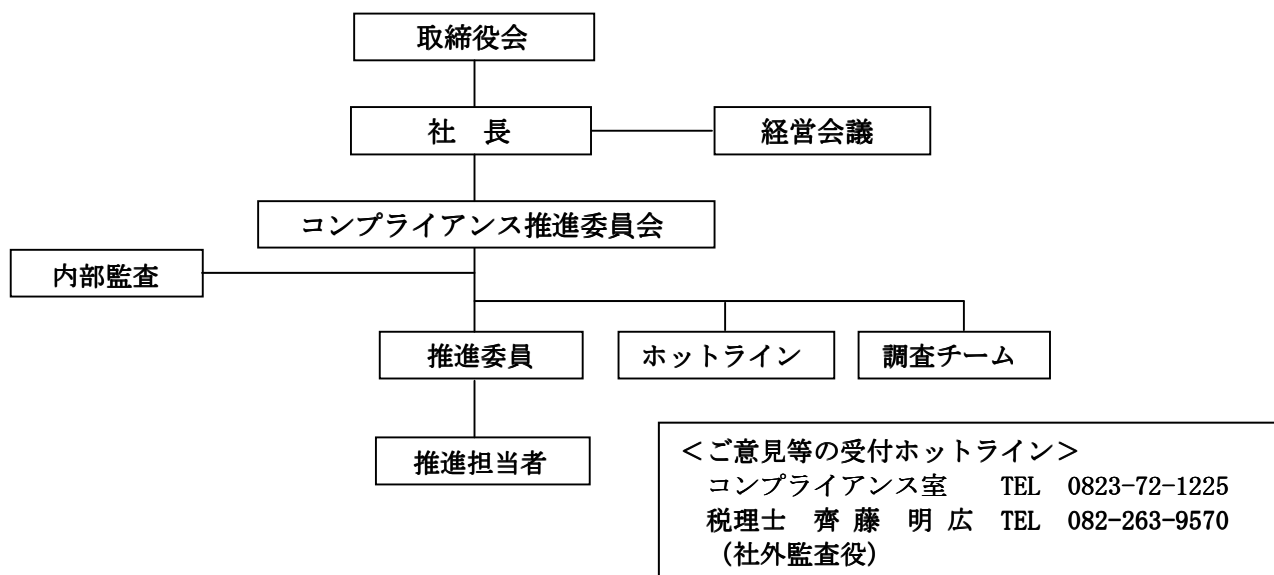 取締役会
社　長
経営会議
コンプライアンス推進委員会
内部監査
推進委員
ホットライン
調査チーム
推進担当者
＜ご意見等の受付ホットライン＞
コンプライアンス室　　TEL　0823-72-1225
税理士　齊 藤　明 広　TEL　082-263-9570
（社外監査役）